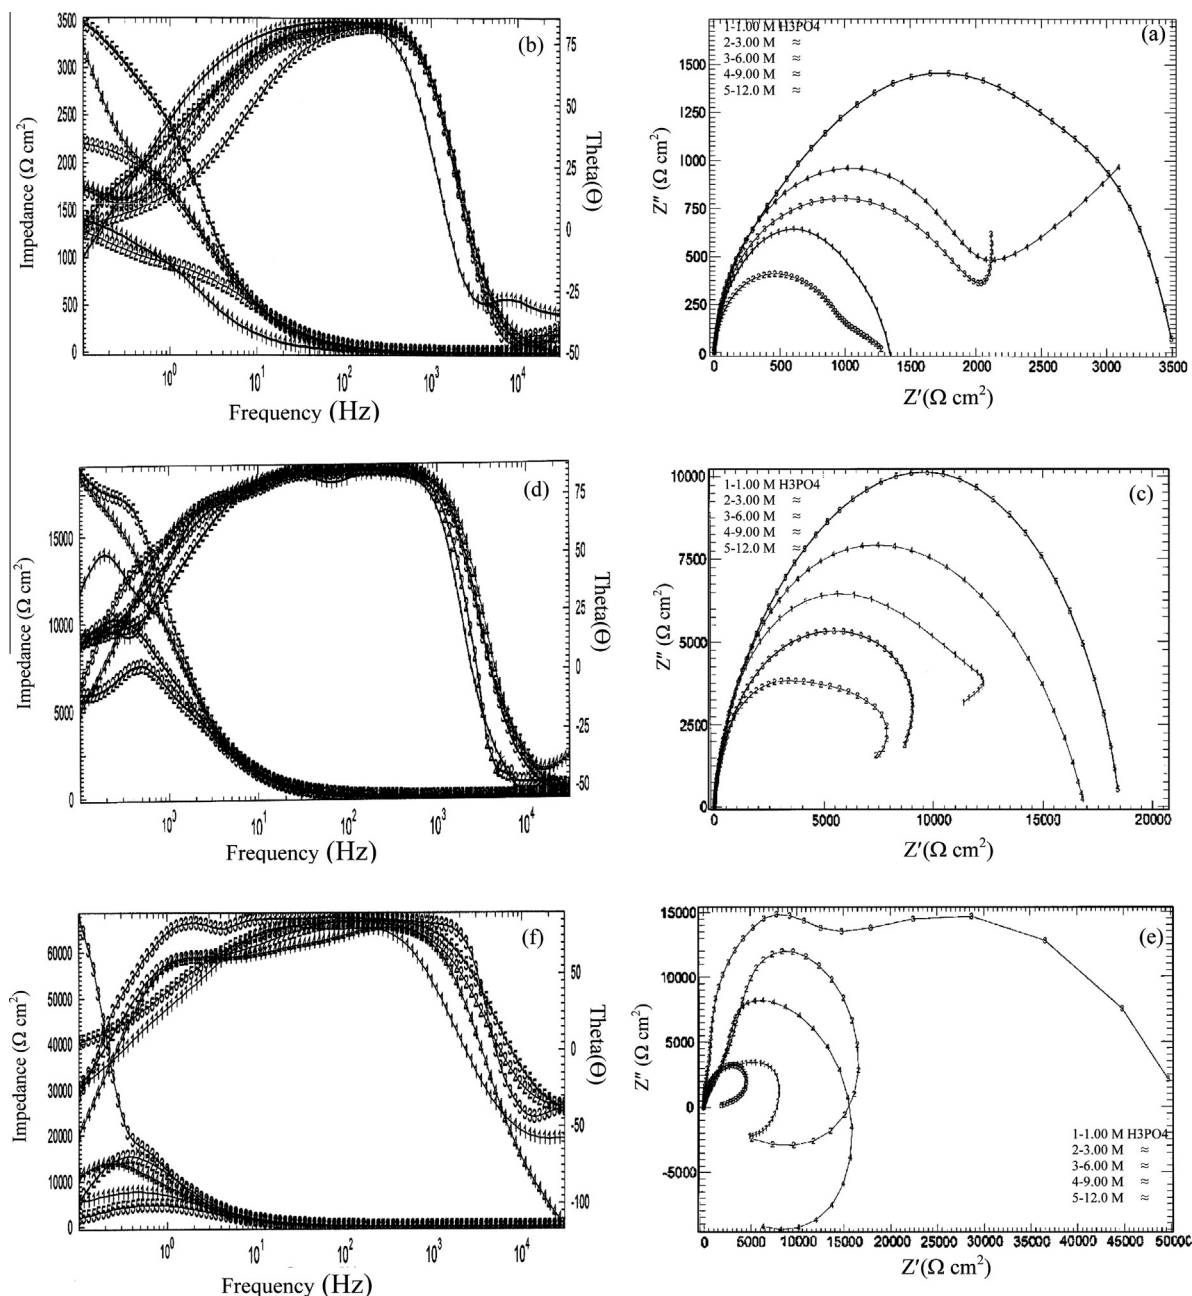 (b)
3500
3000
2500
2000
1500
1000
500
0
Impedance (Ω cm²)
75
50
25
0
-25
-50
Theta(Θ)
10⁰
10¹
10²
10³
10⁴
Frequency (Hz)
(a)
1-1.00 M H3PO4
2-3.00 M ≈
3-6.00 M ≈
4-9.00 M ≈
5-12.0 M ≈
1500
1250
1000
750
500
250
0
Z″ (Ω cm²)
0
500
1000
1500
2000
2500
3000
3500
Z′(Ω cm²)
(d)
15000
10000
5000
0
Impedance (Ω cm²)
75
50
25
0
-25
-50
Theta(Θ)
10⁰
10¹
10²
10³
10⁴
Frequency (Hz)
(c)
1-1.00 M H3PO4
2-3.00 M ≈
3-6.00 M ≈
4-9.00 M ≈
5-12.0 M ≈
10000
7500
5000
2500
0
Z″ (Ω cm²)
0
5000
10000
15000
20000
Z′(Ω cm²)
(f)
60000
50000
40000
30000
20000
10000
0
Impedance (Ω cm²)
50
0
-50
-100
Theta(Θ)
10⁰
10¹
10²
10³
10⁴
Frequency (Hz)
(e)
15000
10000
5000
0
-5000
Z″ (Ω cm²)
1-1.00 M H3PO4
2-3.00 M ≈
3-6.00 M ≈
4-9.00 M ≈
5-12.0 M ≈
0
5000
10000
15000
20000
25000
30000
35000
40000
45000
50000
Z′(Ω cm²)